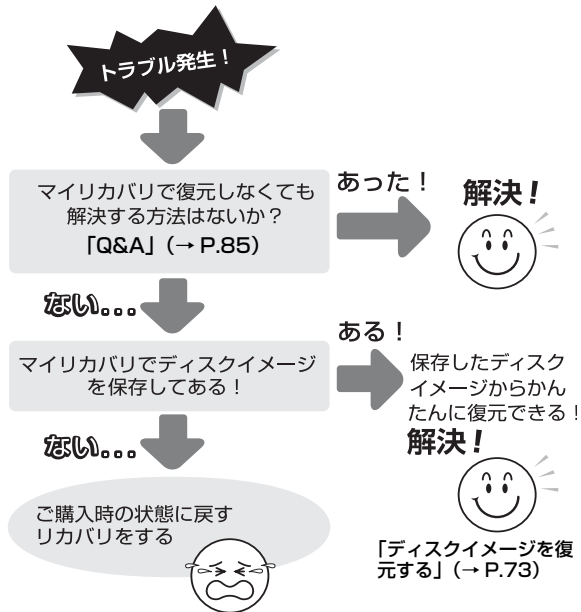 トラブル発生！
マイリカバリで復元しなくても
解決する方法はないか？
「Q&A」（→ P.85）
あった！
解決！
ない...
マイリカバリでディスクイメージ
を保存してある！
ある！
保存したディスク
イメージからかん
たんに復元できる！
解決！
「ディスクイメージを復
元する」（→ P.73）
ない...
ご購入時の状態に戻す
リカバリをする